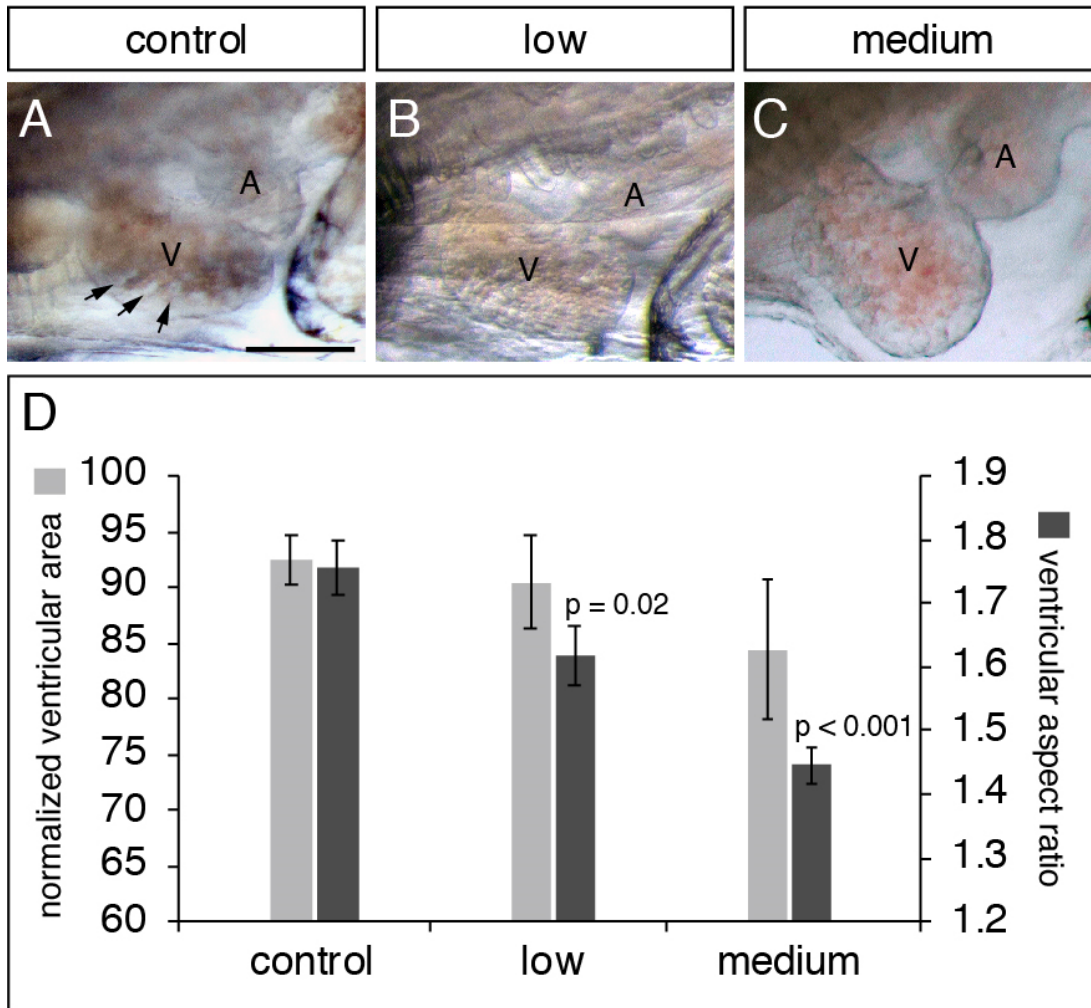 control low medium
A B C
A A A
V V V
D
normalized ventricular area
100
95
90
85
80
75
70
65
60
p = 0.02
p < 0.001
1.9
1.8
1.7
1.6
1.5
1.4
1.3
1.2
ventricular aspect ratio
control low medium